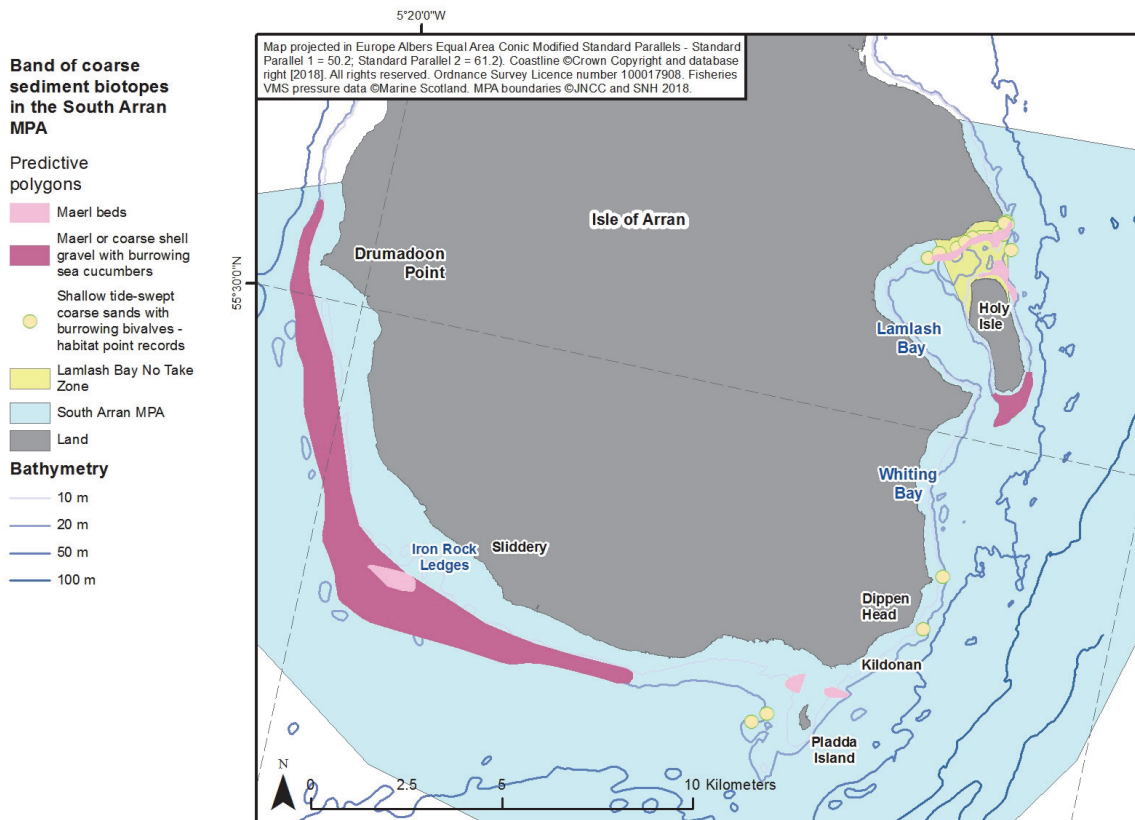 5°20'0"W
Map projected in Europe Albers Equal Area Conic Modified Standard Parallels - Standard
Parallel 1 = 50.2; Standard Parallel 2 = 61.2). Coastline ©Crown Copyright and database
right [2018]. All rights reserved. Ordnance Survey Licence number 100017908. Fisheries
VMS pressure data ©Marine Scotland. MPA boundaries ©JNCC and SNH 2018.
Band of coarse
sediment biotopes
in the South Arran
MPA
Predictive
polygons
Maerl beds
Maerl or coarse shell
gravel with burrowing
sea cucumbers
Shallow tide-swept
coarse sands with
burrowing bivalves -
habitat point records
Lamlash Bay No Take
Zone
South Arran MPA
Land
Bathymetry
10 m
20 m
50 m
100 m
55°30'0"N
Isle of Arran
Drumadoon
Point
Holy
Isle
Lamlash
Bay
Whiting
Bay
Iron Rock
Ledges
Sliddery
Dippen
Head
Kildonan
Pladda
Island
N
0
2.5
5
10 Kilometers